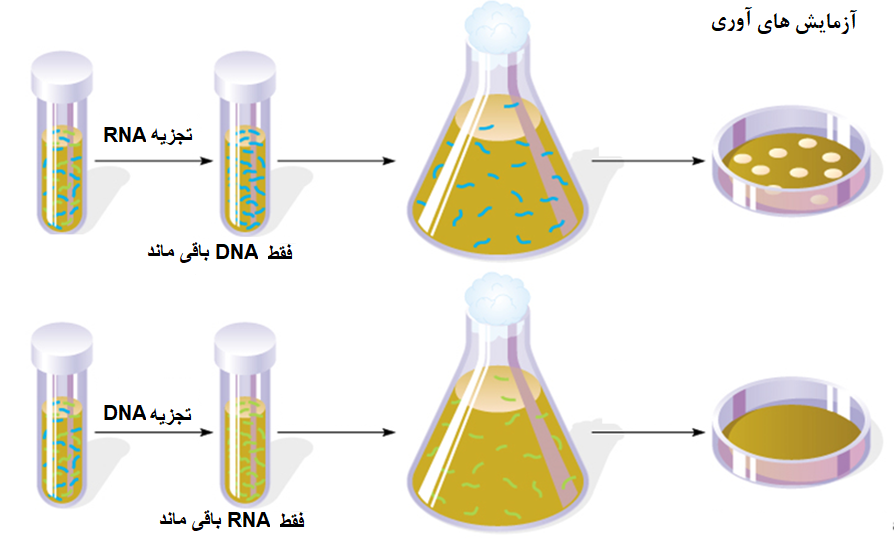 آزمایش های آوری
تجزیه RNA
فقط DNA باقی ماند
تجزیه DNA
فقط RNA باقی ماند